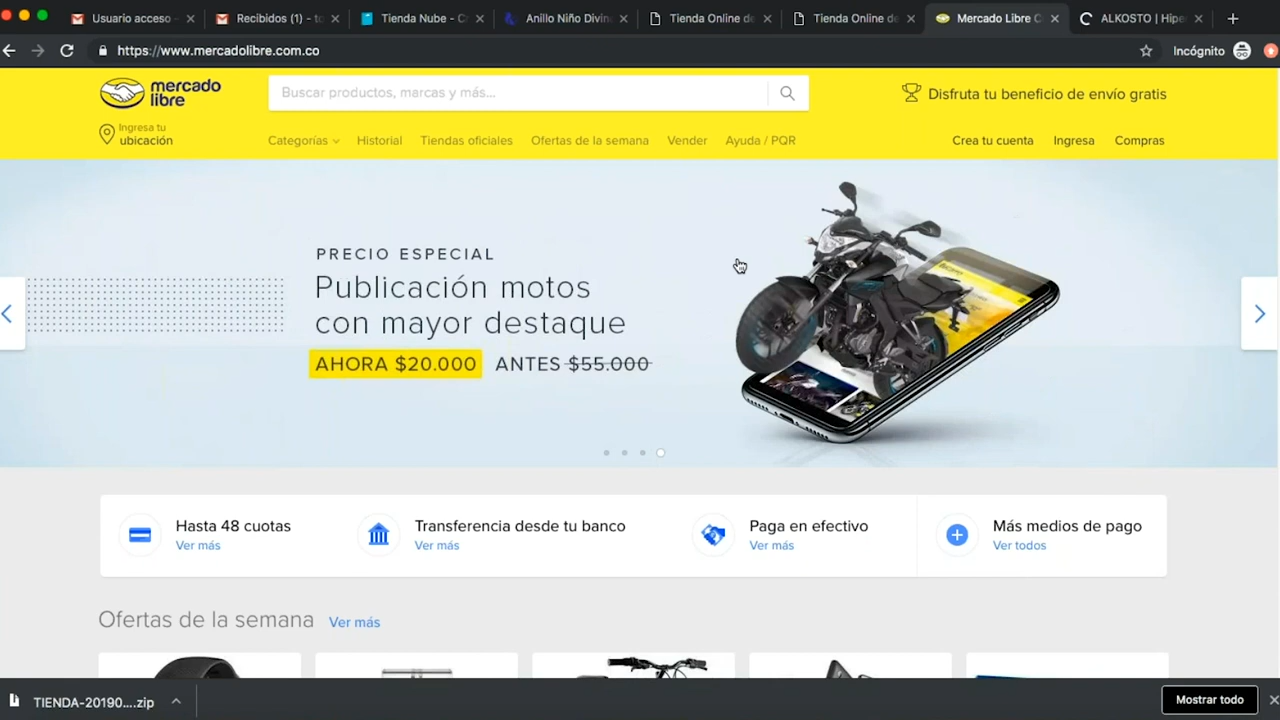 Usuario acceso
Recibidos (1) - to
Tienda Nube - C
Anillo Niño Divin
Tienda Online de
Tienda Online de
Mercado Libre C
ALKOSTO | Hipe
https://www.mercadolibre.com.co
Incógnito
mercado
libre
Buscar productos, marcas y más...
Disfruta tu beneficio de envío gratis
Ingresa tu
ubicación
Categorías
Historial
Tiendas oficiales
Ofertas de la semana
Vender
Ayuda / PQR
Crea tu cuenta
Ingresa
Compras
PRECIO ESPECIAL
Publicación motos
con mayor destaque
AHORA $20.000 ANTES $55.000
Hasta 48 cuotas
Ver más
Transferencia desde tu banco
Ver más
Paga en efectivo
Ver más
Más medios de pago
Ver todos
Ofertas de la semana Ver más
TIENDA-20190....zip
Mostrar todo